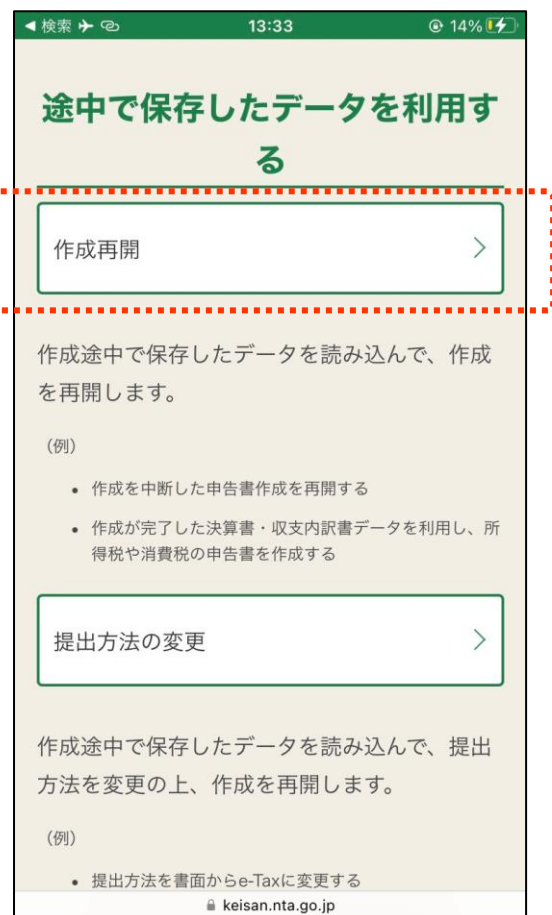 検索
13:33
14%
途中で保存したデータを利用す
る
作成再開
作成途中で保存したデータを読み込んで、作成
を再開します。
（例）
• 作成を中断した申告書作成を再開する
• 作成が完了した決算書・収支内訳書データを利用し、所
得税や消費税の申告書を作成する
提出方法の変更
作成途中で保存したデータを読み込んで、提出
方法を変更の上、作成を再開します。
（例）
• 提出方法を書面からe-Taxに変更する
keisan.nta.go.jp